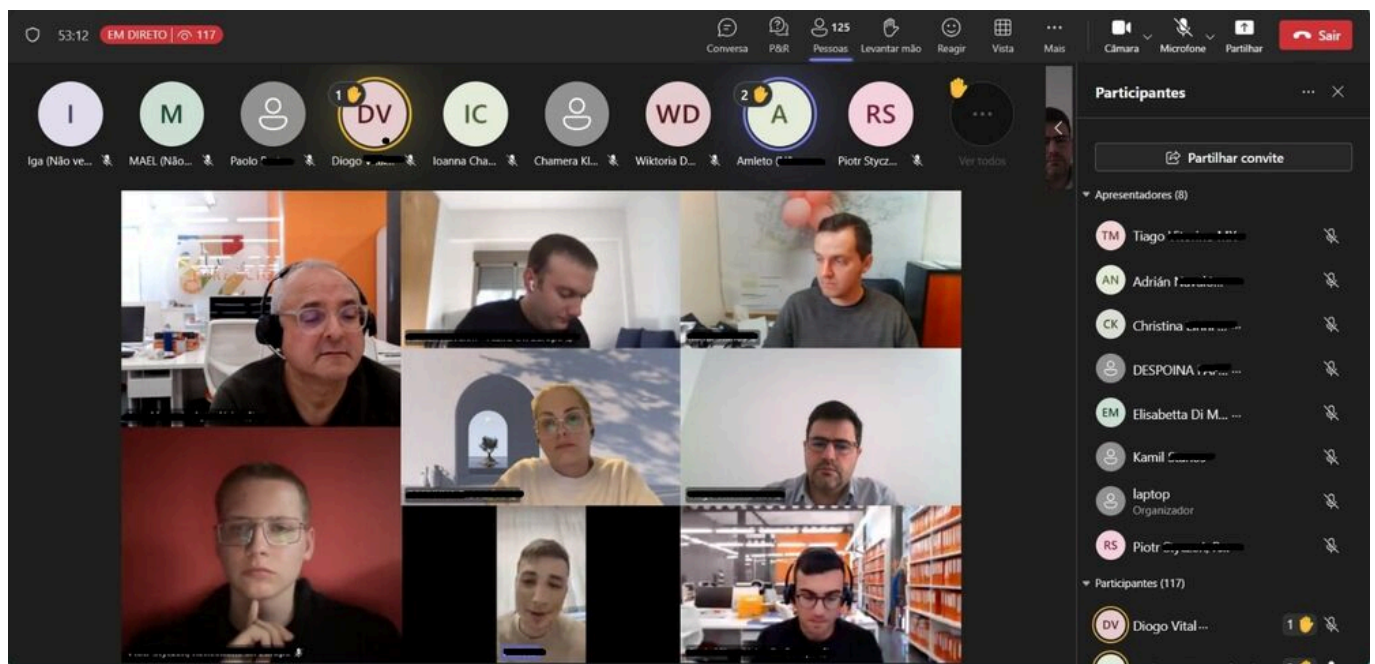 53:12 EM DIRETO 117
125
Conversa P&R Pessoas Levantar mão Reagir Vista Mais Câmara Microfone Partilhar Sair
1 DV 2 A
I M IC WD RS
Iga (Não ve... MAEL (Não... Paolo Diogo Ioanna Cha... Chamera Kl... Wiktoria D... Amleto Piotr Stycz... Ver todos
Participantes
Partilhar convite
Apresentadores (8)
TM Tiago
AN Adrián
CK Christina
DESPOINA
EM Elisabetta Di M... ...
Kamil
laptop
Organizador
RS Piotr
Participantes (117)
DV Diogo Vital ... 1